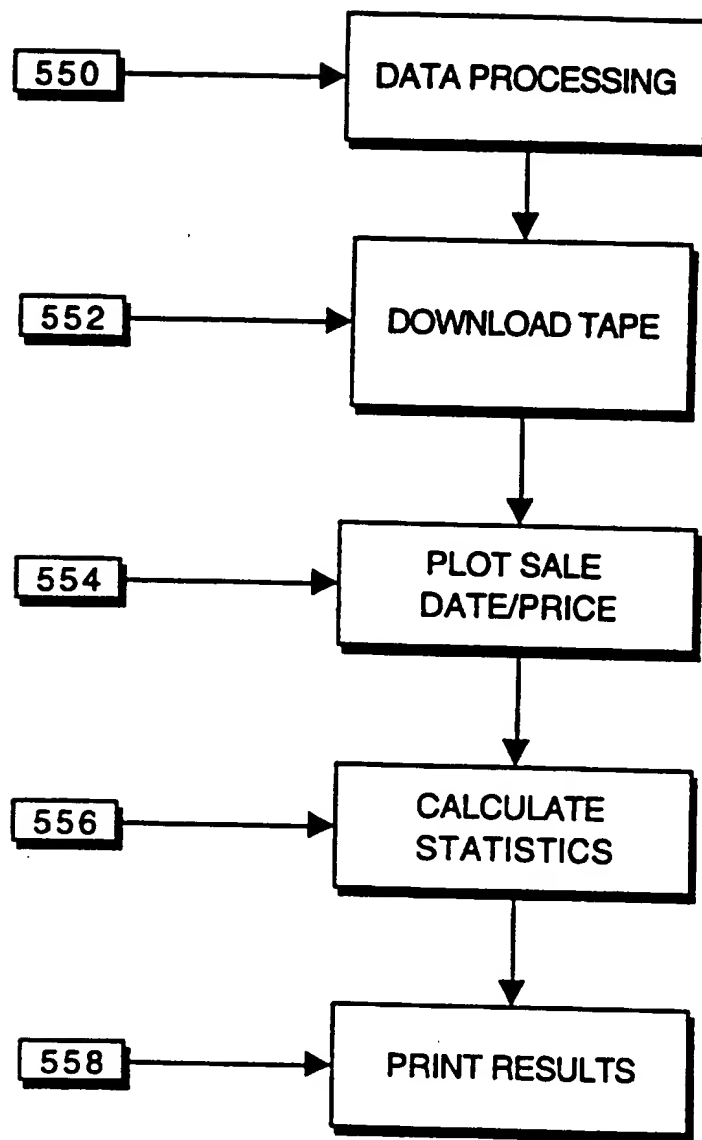 550
DATA PROCESSING
552
DOWNLOAD TAPE
554
PLOT SALE
DATE/PRICE
556
CALCULATE
STATISTICS
558
PRINT RESULTS